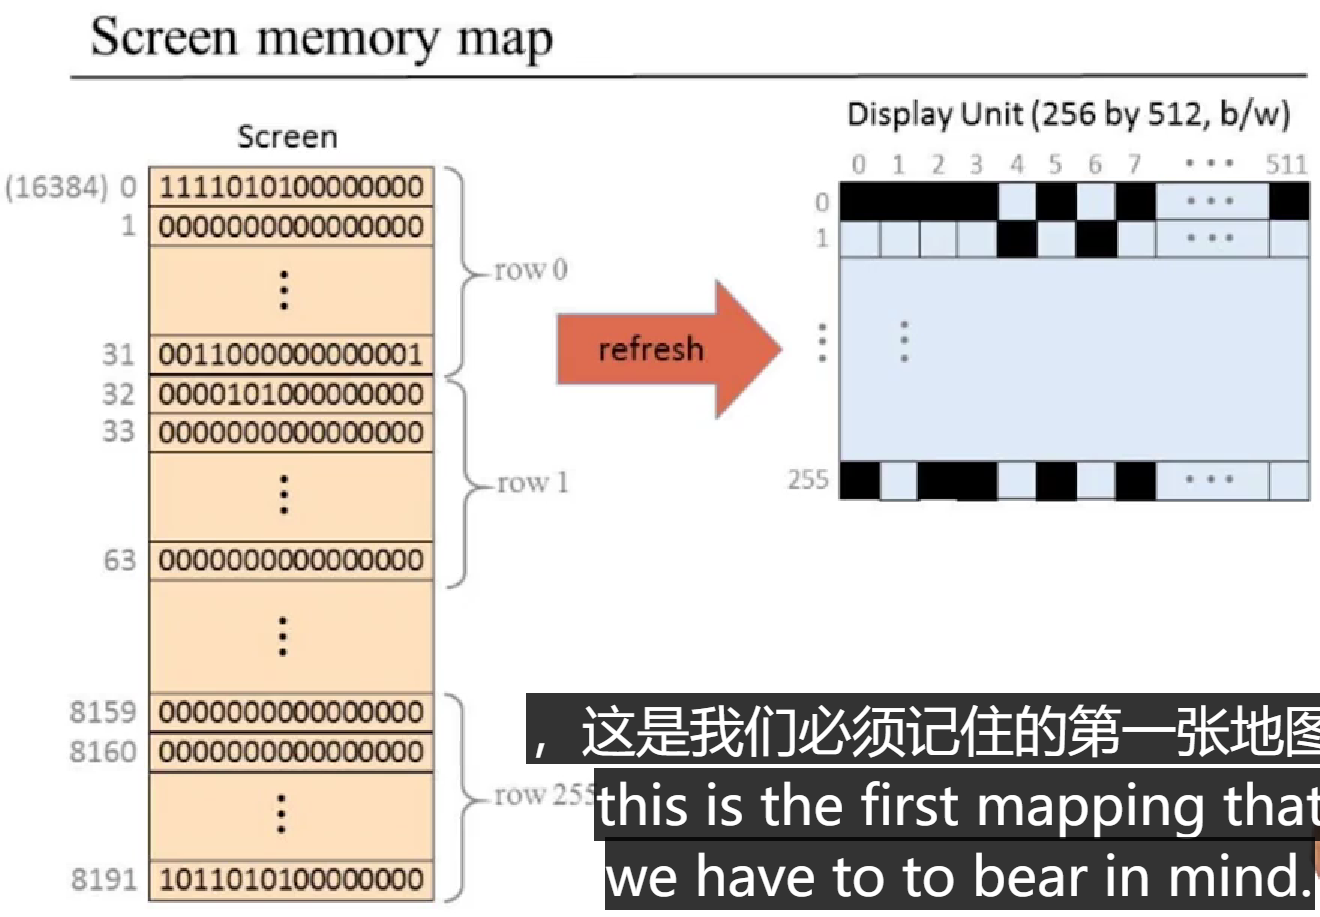 Screen memory map
Display Unit (256 by 512, b/w)
Screen
0 1 2 3 4 5 6 7 ... 511
(16384) 0 1111010100000000
1 0000000000000000
⋮
row 0
31 0011000000000001
32 0000101000000000
33 0000000000000000
⋮
row 1
63 0000000000000000
⋮
8159 0000000000000000
8160 0000000000000000
⋮
row 255
8191 1011010100000000
refresh
0 ...
1 ...
⋮ ⋮
255 ...
，这是我们必须记住的第一张地图
this is the first mapping that
we have to to bear in mind.